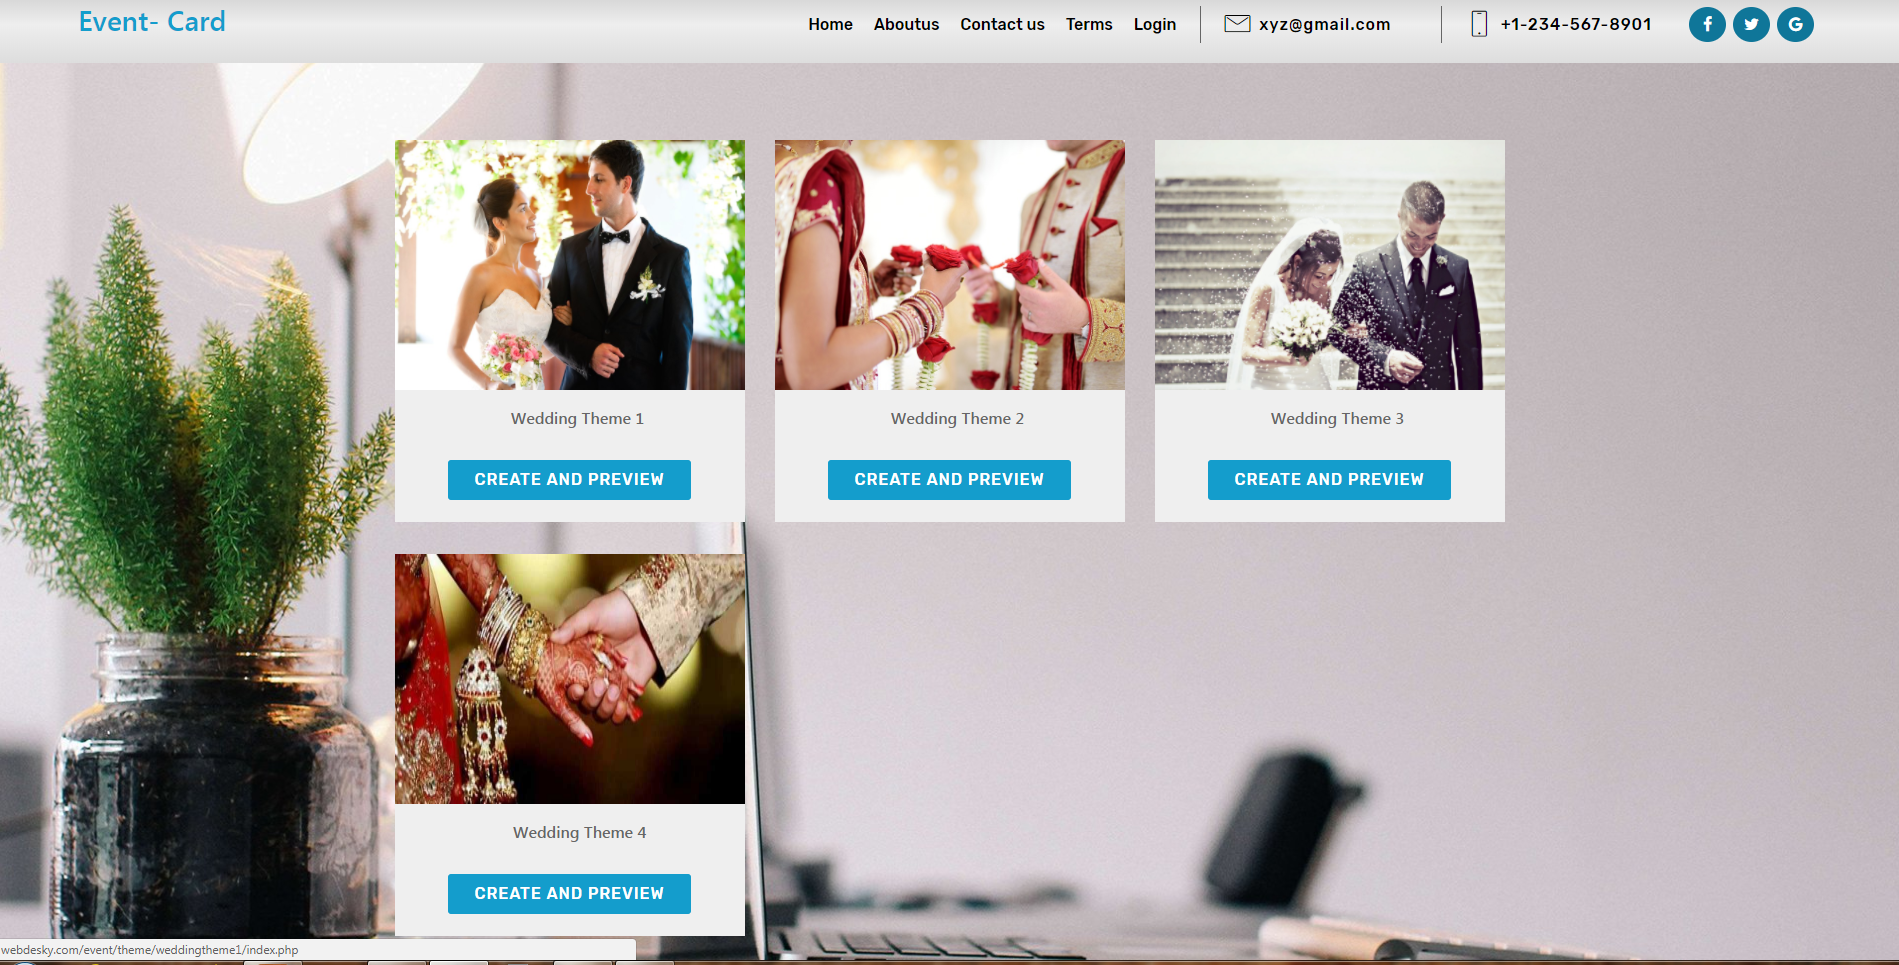 Event- Card
Home Aboutus Contact us Terms Login xyz@gmail.com +1-234-567-8901
Wedding Theme 1
CREATE AND PREVIEW
Wedding Theme 2
CREATE AND PREVIEW
Wedding Theme 3
CREATE AND PREVIEW
Wedding Theme 4
CREATE AND PREVIEW
webdesky.com/event/theme/weddingtheme1/index.php